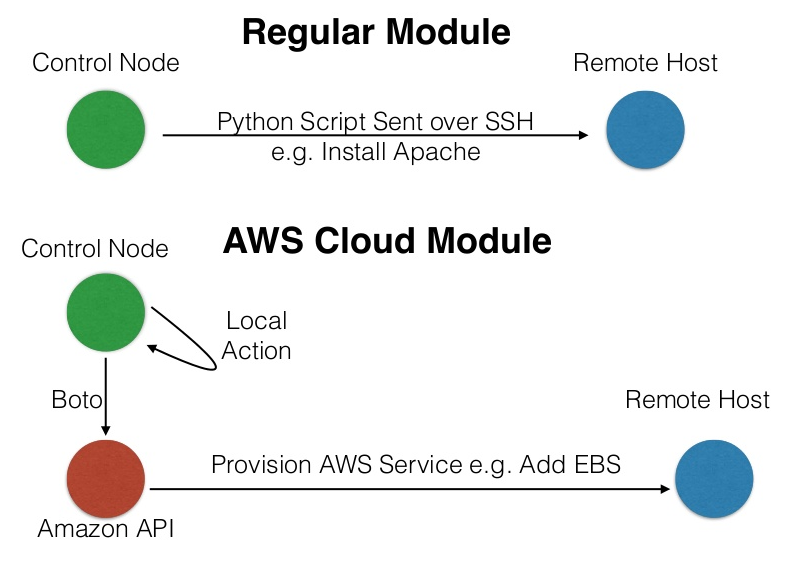 Regular Module
Control Node
Remote Host
Python Script Sent over SSH
e.g. Install Apache
AWS Cloud Module
Control Node
Local
Action
Boto
Remote Host
Provision AWS Service e.g. Add EBS
Amazon API